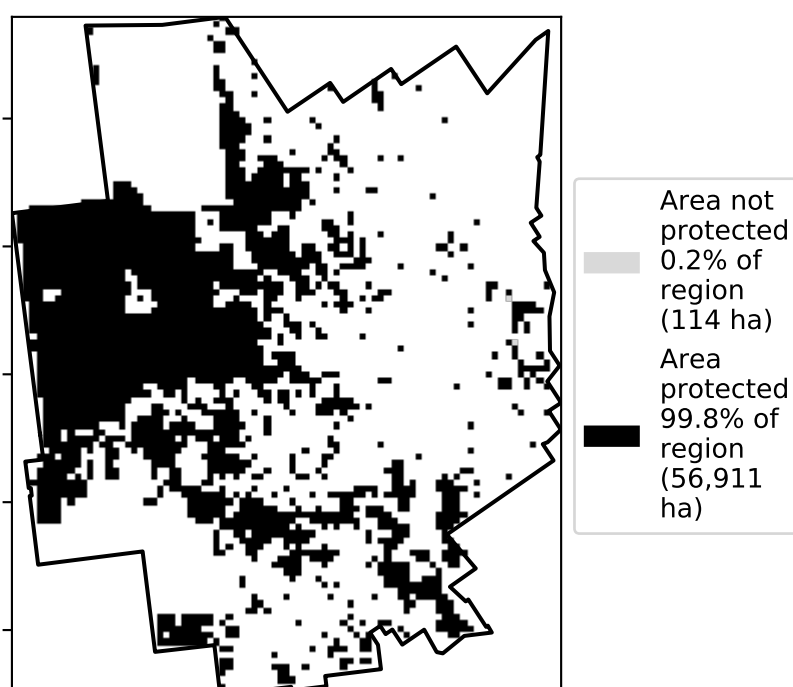 Area not
protected
0.2% of
region
(114 ha)
Area
protected
99.8% of
region
(56,911
ha)